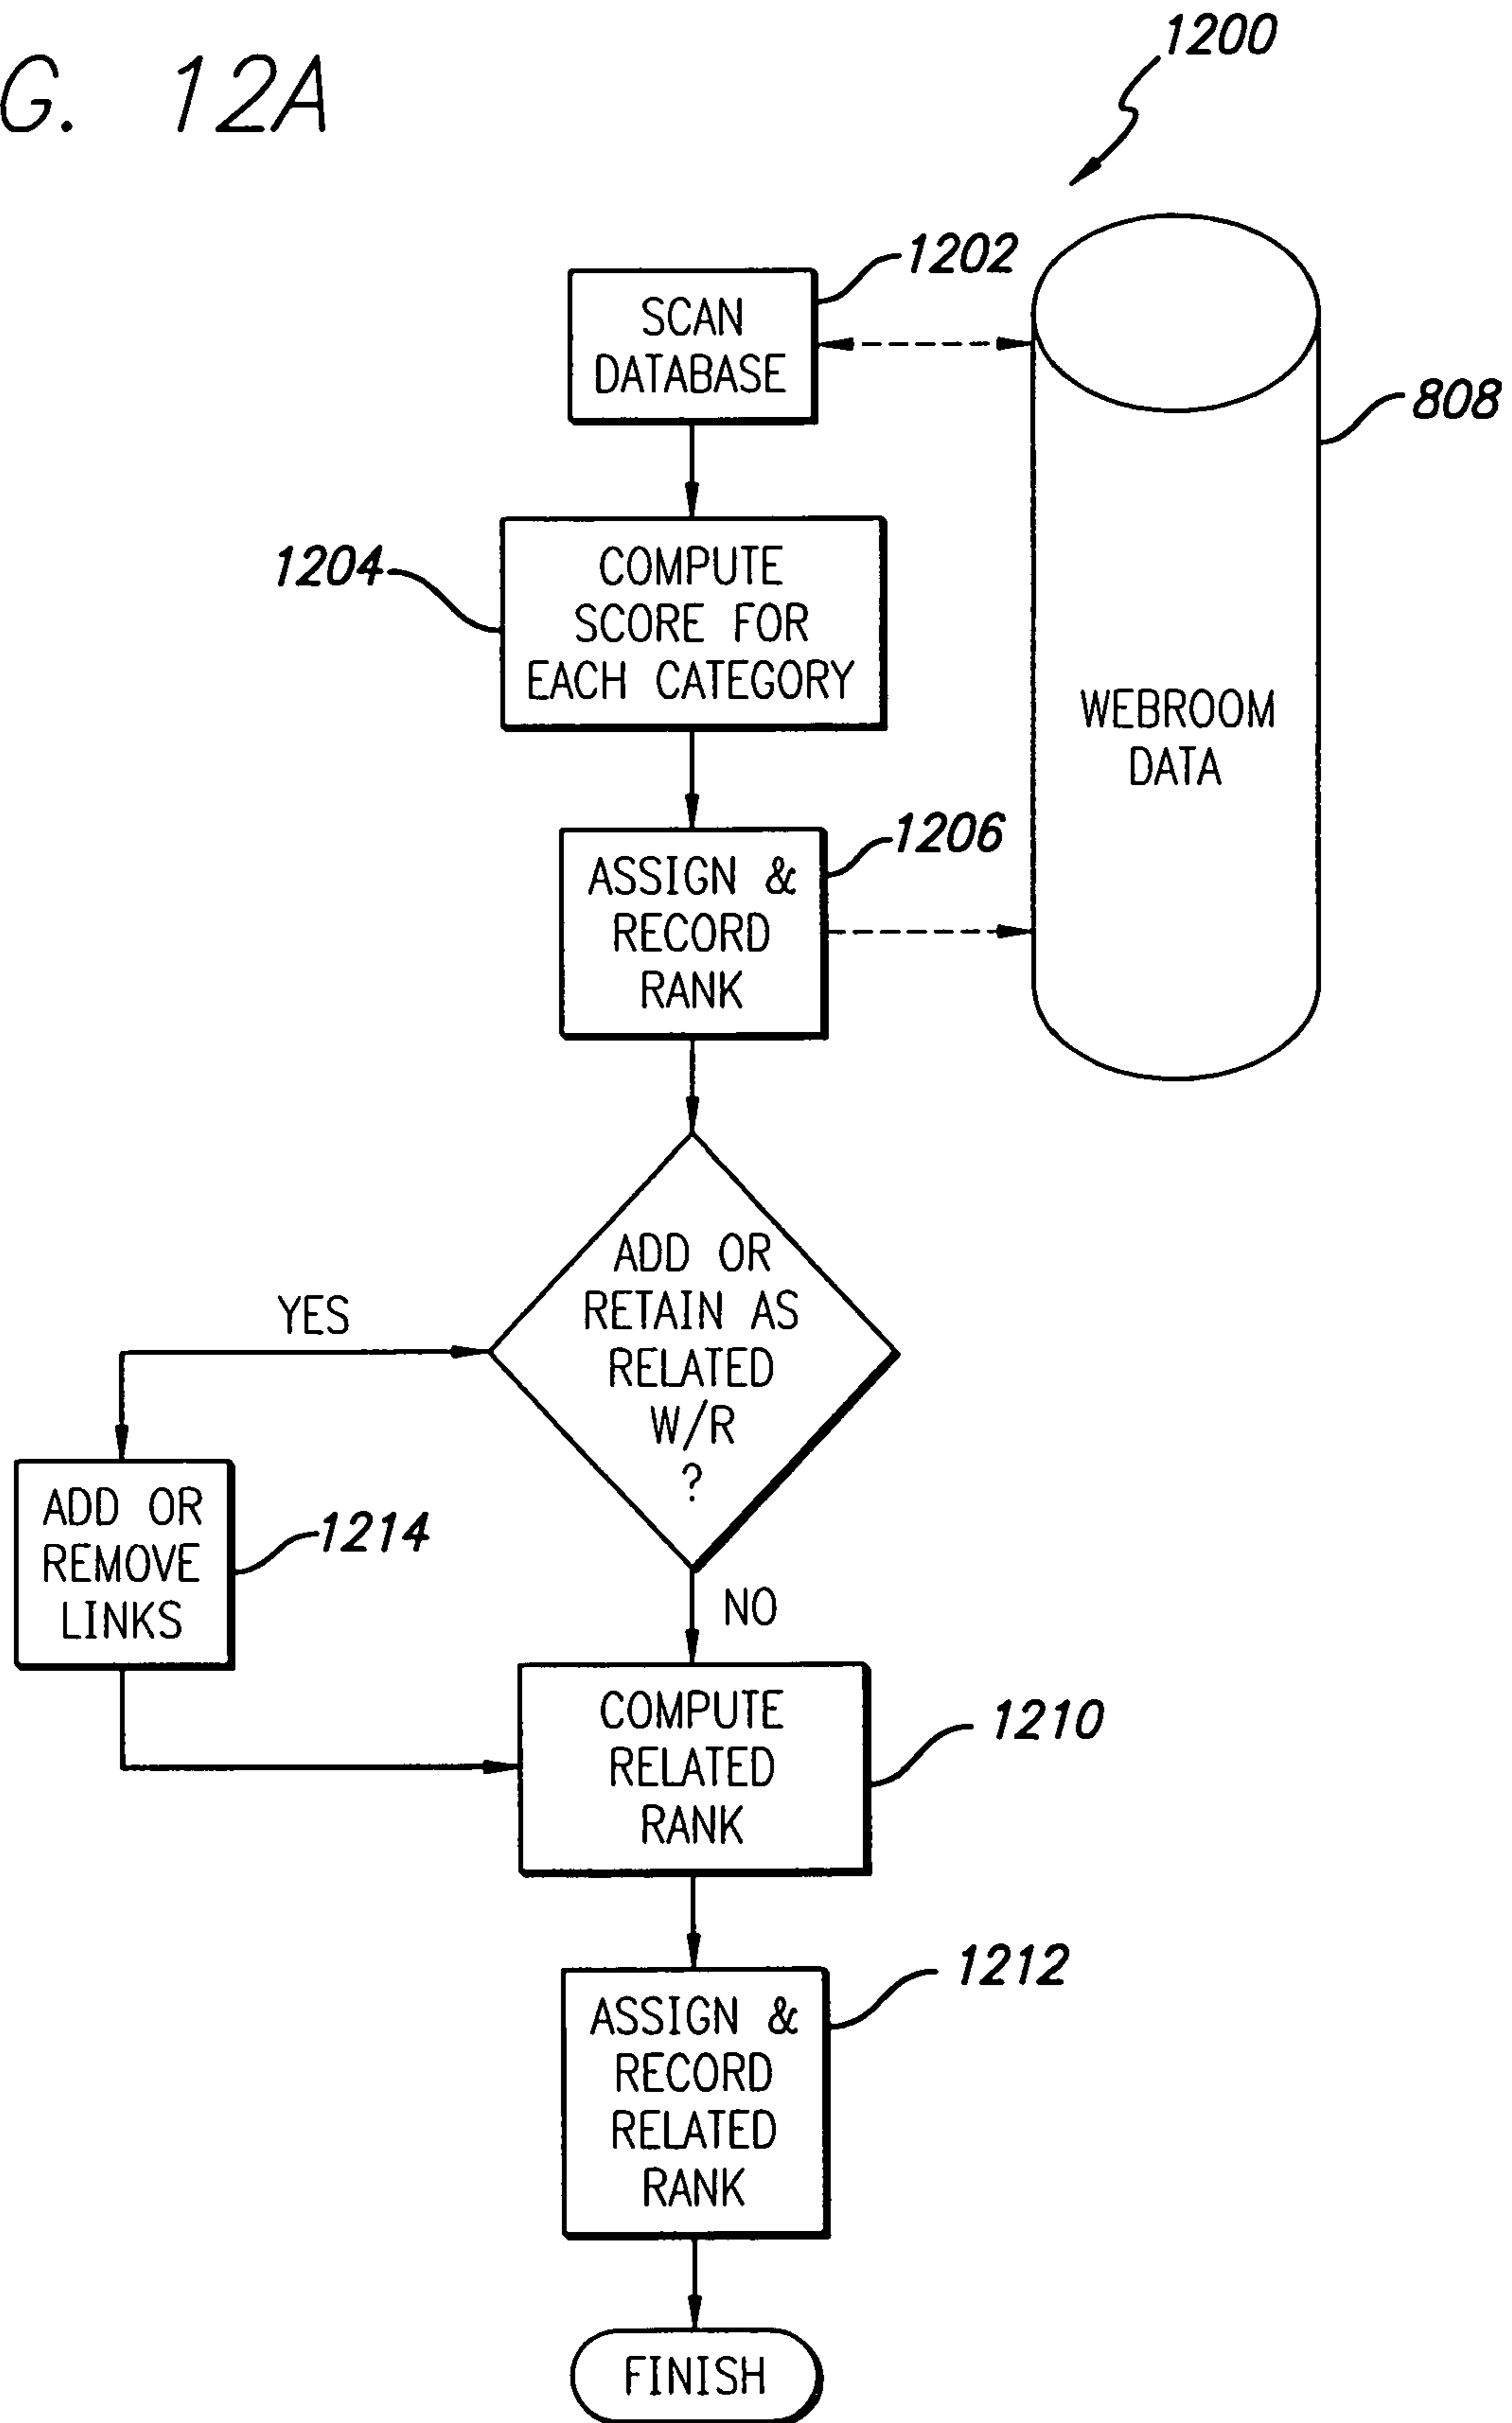 G. 12A
1200
1202
SCAN
DATABASE
808
1204
COMPUTE
SCORE FOR
EACH CATEGORY
WEBROOM
DATA
1206
ASSIGN &
RECORD
RANK
ADD OR
RETAIN AS
RELATED
W/R
?
YES
ADD OR
REMOVE
LINKS
1214
NO
COMPUTE
RELATED
RANK
1210
1212
ASSIGN &
RECORD
RELATED
RANK
FINISH